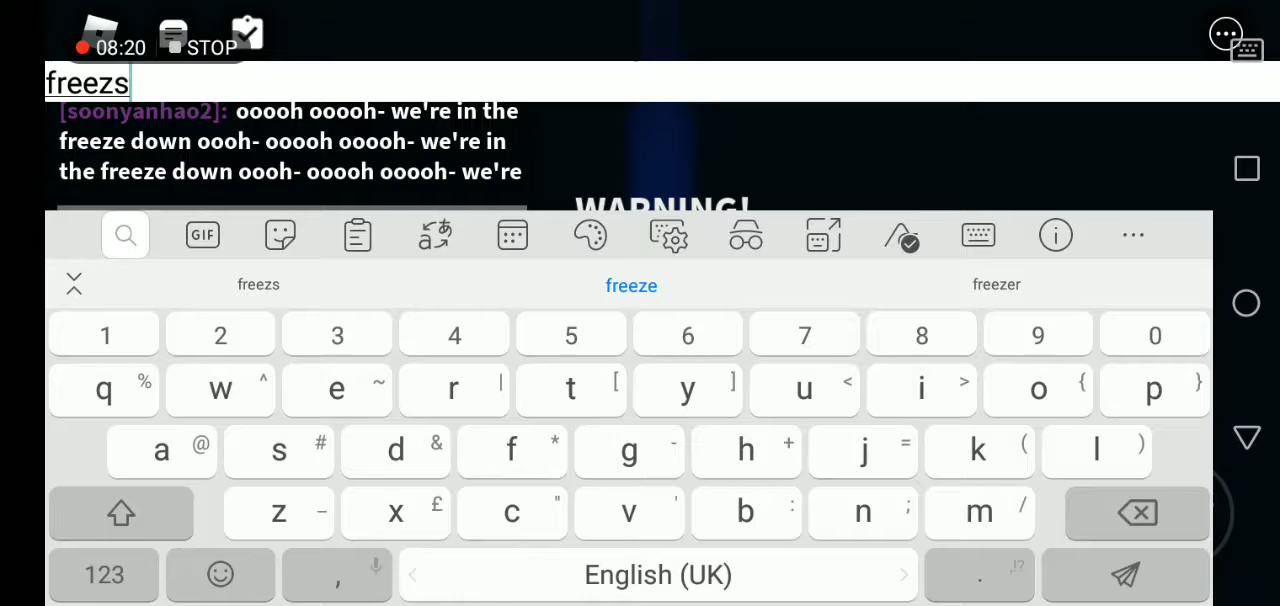 08:20 STOP
freezs
[soonyanhao2]: ooooh ooooh- we're in the
freeze down oooh- ooooh ooooh- we're in
the freeze down oooh- ooooh ooooh- we're
WARNING!
GIF
freezs freeze freezer
1 2 3 4 5 6 7 8 9 0
q % w ^ e ~ r | t [ y ] u < i > o { p }
a @ s # d & f * g - h + j = k ( l )
z _ x £ c " v ' b : n ; m /
123 , < English (UK) > . ,!?